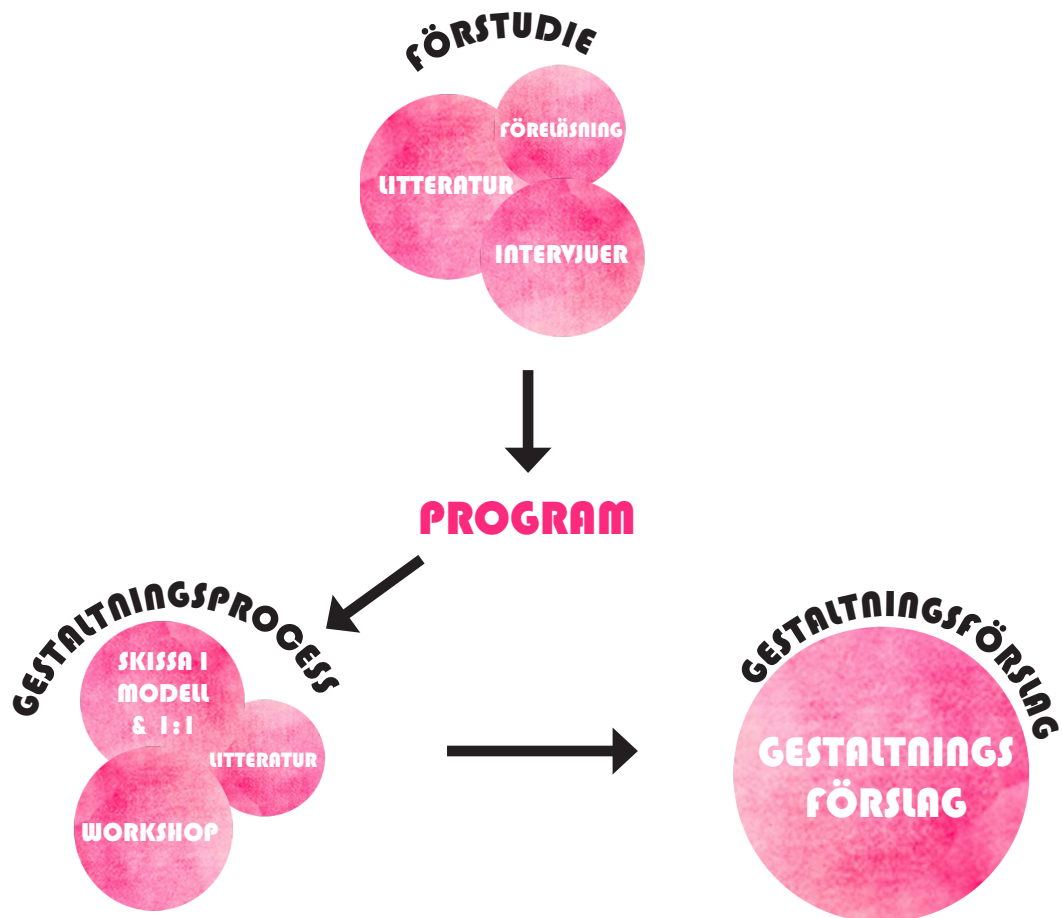 FÖRSTUDIE
FÖRELÄSNING
LITTERATUR
INTERVJUER
PROGRAM
GESTALTNINGSPROCESS
SKISSA I
MODELL
& 1:1
LITTERATUR
WORKSHOP
GESTALTNINGSFÖRSLAG
GESTALTNINGS
FÖRSLAG